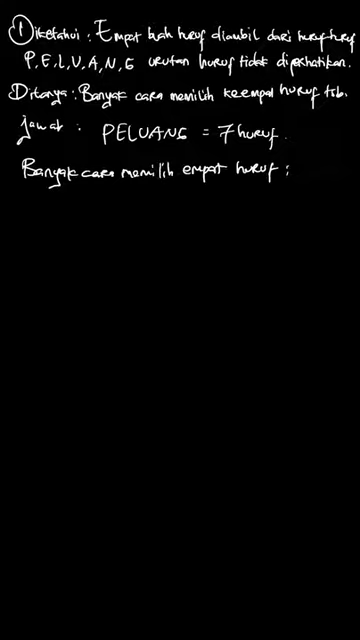 ① Diketahui : Empat buah huruf diambil dari huruf-huruf
P, E, L, U, A, N, G urutan huruf tidak diperhatikan.
Ditanya : Banyak cara memilih keempat huruf tsb.
Jawab : PELUANG = 7 huruf.
Banyak cara memilih empat huruf :